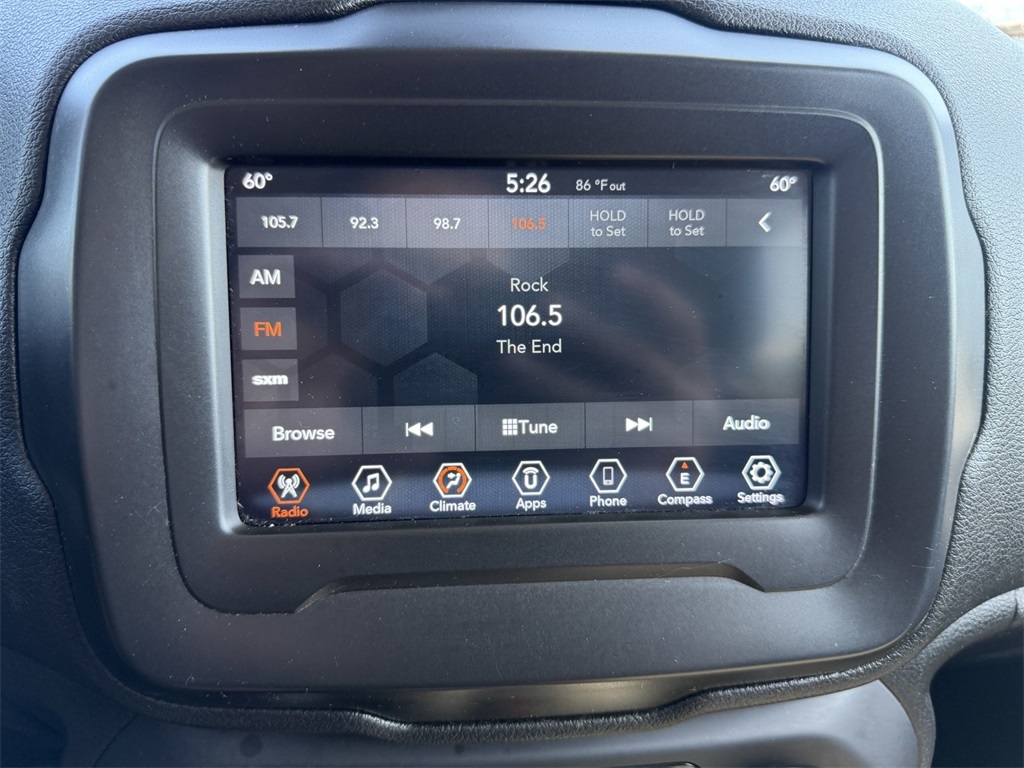 60° 5:26 86 °F out 60°
105.7 92.3 98.7 106.5 HOLD to Set HOLD to Set
AM
FM
sxm
Rock
106.5
The End
Browse Tune Audio
Radio Media Climate Apps Phone E Compass Settings